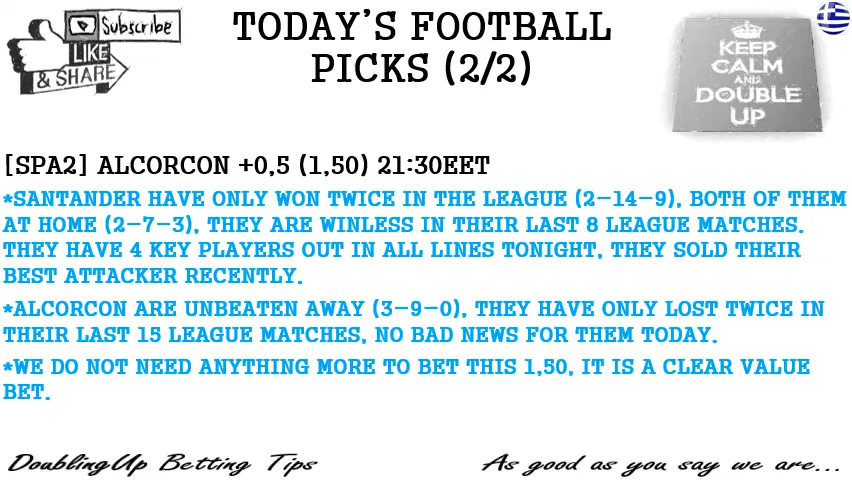 Subscribe
LIKE
& SHARE
TODAY'S FOOTBALL
PICKS (2/2)
KEEP
CALM
AND
DOUBLE
UP
[SPA2] ALCORCON +0,5 (1,50) 21:30EET
*SANTANDER HAVE ONLY WON TWICE IN THE LEAGUE (2-14-9), BOTH OF THEM
AT HOME (2-7-3), THEY ARE WINLESS IN THEIR LAST 8 LEAGUE MATCHES.
THEY HAVE 4 KEY PLAYERS OUT IN ALL LINES TONIGHT, THEY SOLD THEIR
BEST ATTACKER RECENTLY.
*ALCORCON ARE UNBEATEN AWAY (3-9-0), THEY HAVE ONLY LOST TWICE IN
THEIR LAST 15 LEAGUE MATCHES, NO BAD NEWS FOR THEM TODAY.
*WE DO NOT NEED ANYTHING MORE TO BET THIS 1,50, IT IS A CLEAR VALUE
BET.
DoublingUp Betting Tips
As good as you say we are...